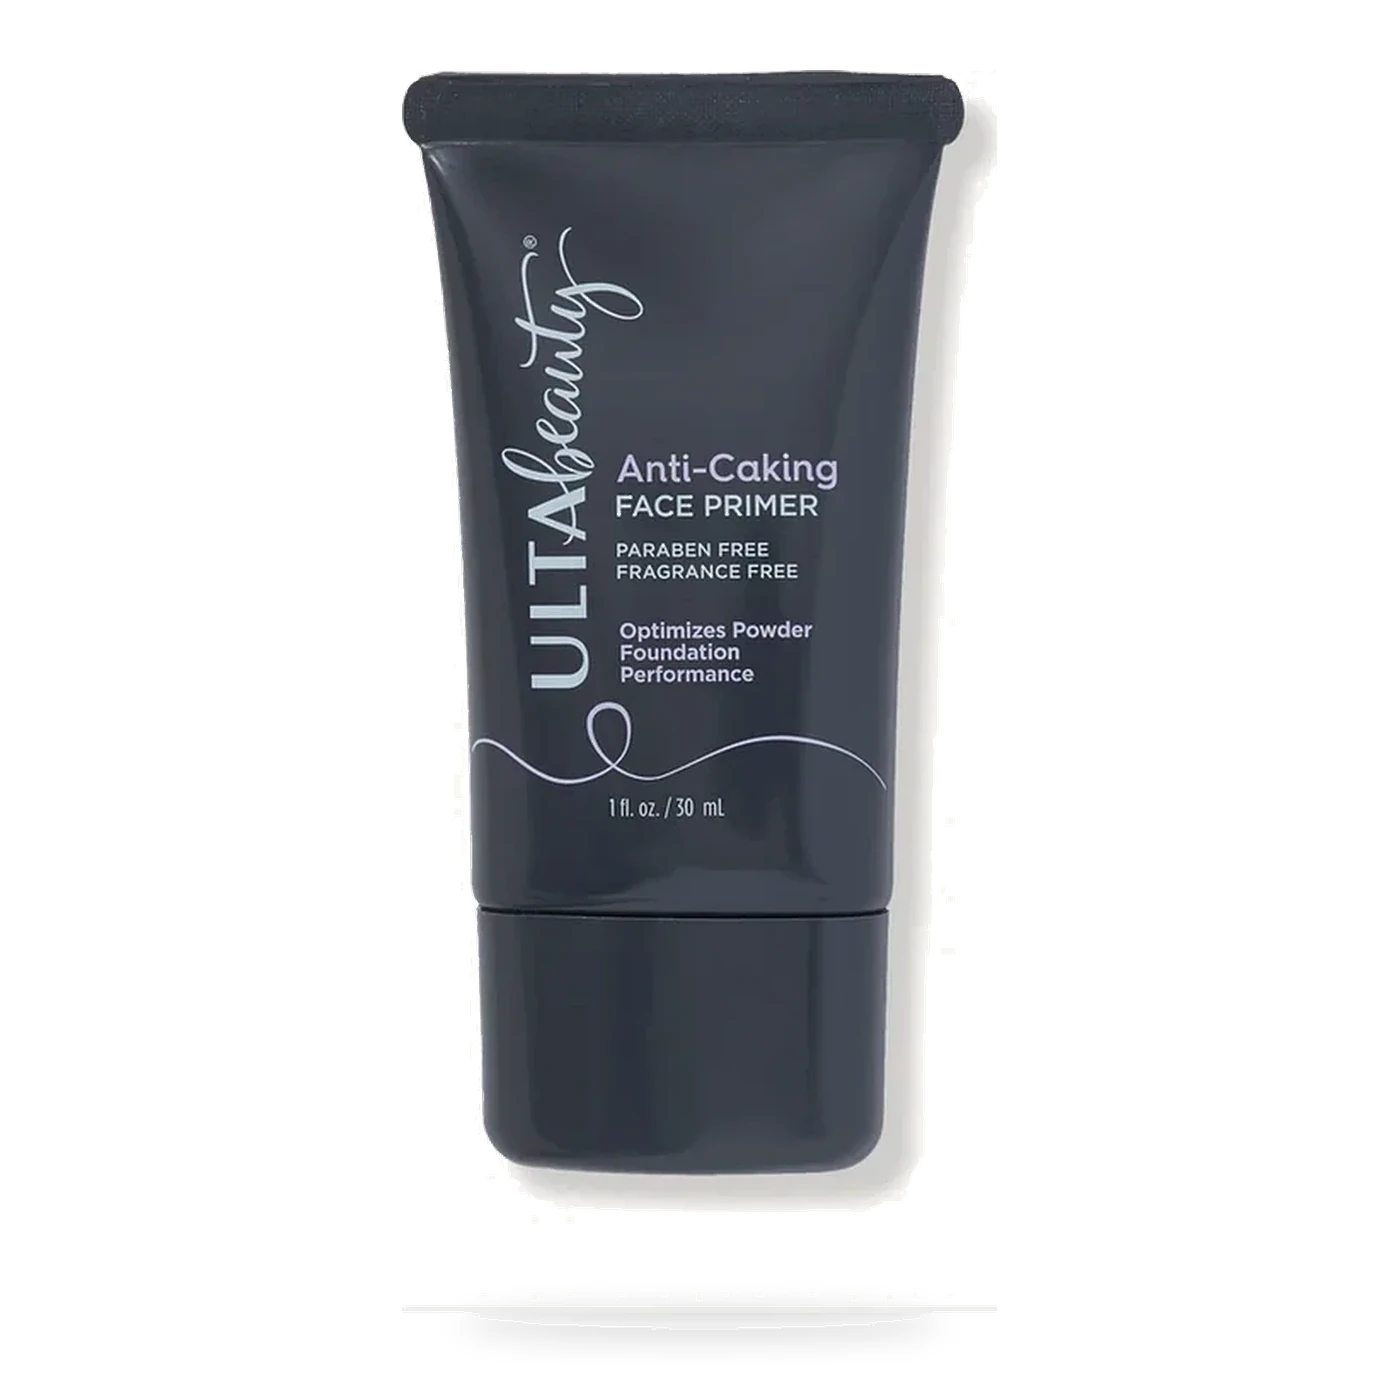 ULTAbeauty®
Anti-Caking
FACE PRIMER
PARABEN FREE
FRAGRANCE FREE
Optimizes Powder
Foundation
Performance
1 fl. oz. / 30 mL